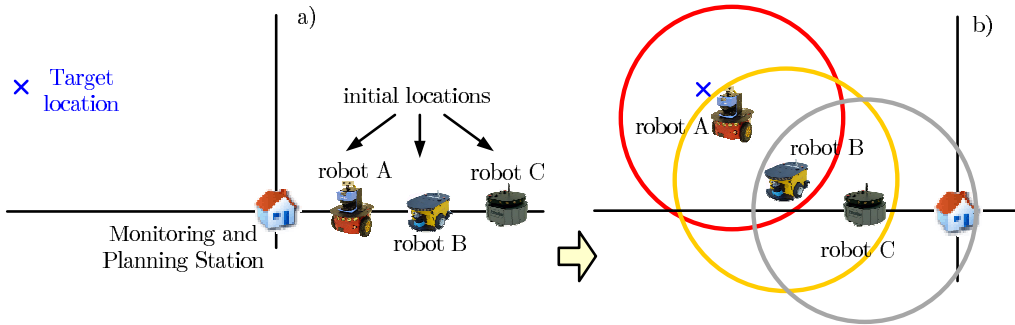 a)
Target
location
initial locations
robot A
robot C
robot B
Monitoring and
Planning Station
b)
robot A
robot B
robot C